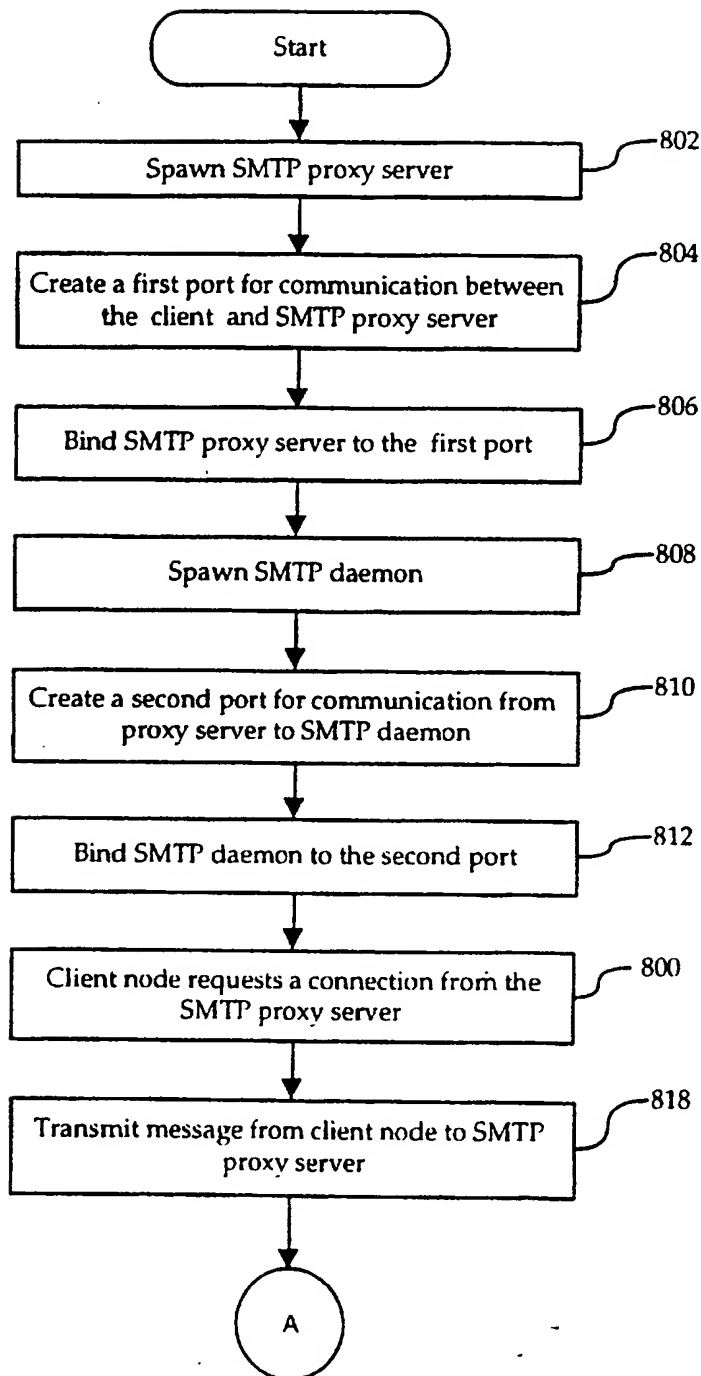 Start
Spawn SMTP proxy server
802
Create a first port for communication between
the client and SMTP proxy server
804
Bind SMTP proxy server to the first port
806
Spawn SMTP daemon
808
Create a second port for communication from
proxy server to SMTP daemon
810
Bind SMTP daemon to the second port
812
Client node requests a connection from the
SMTP proxy server
800
Transmit message from client node to SMTP
proxy server
818
A